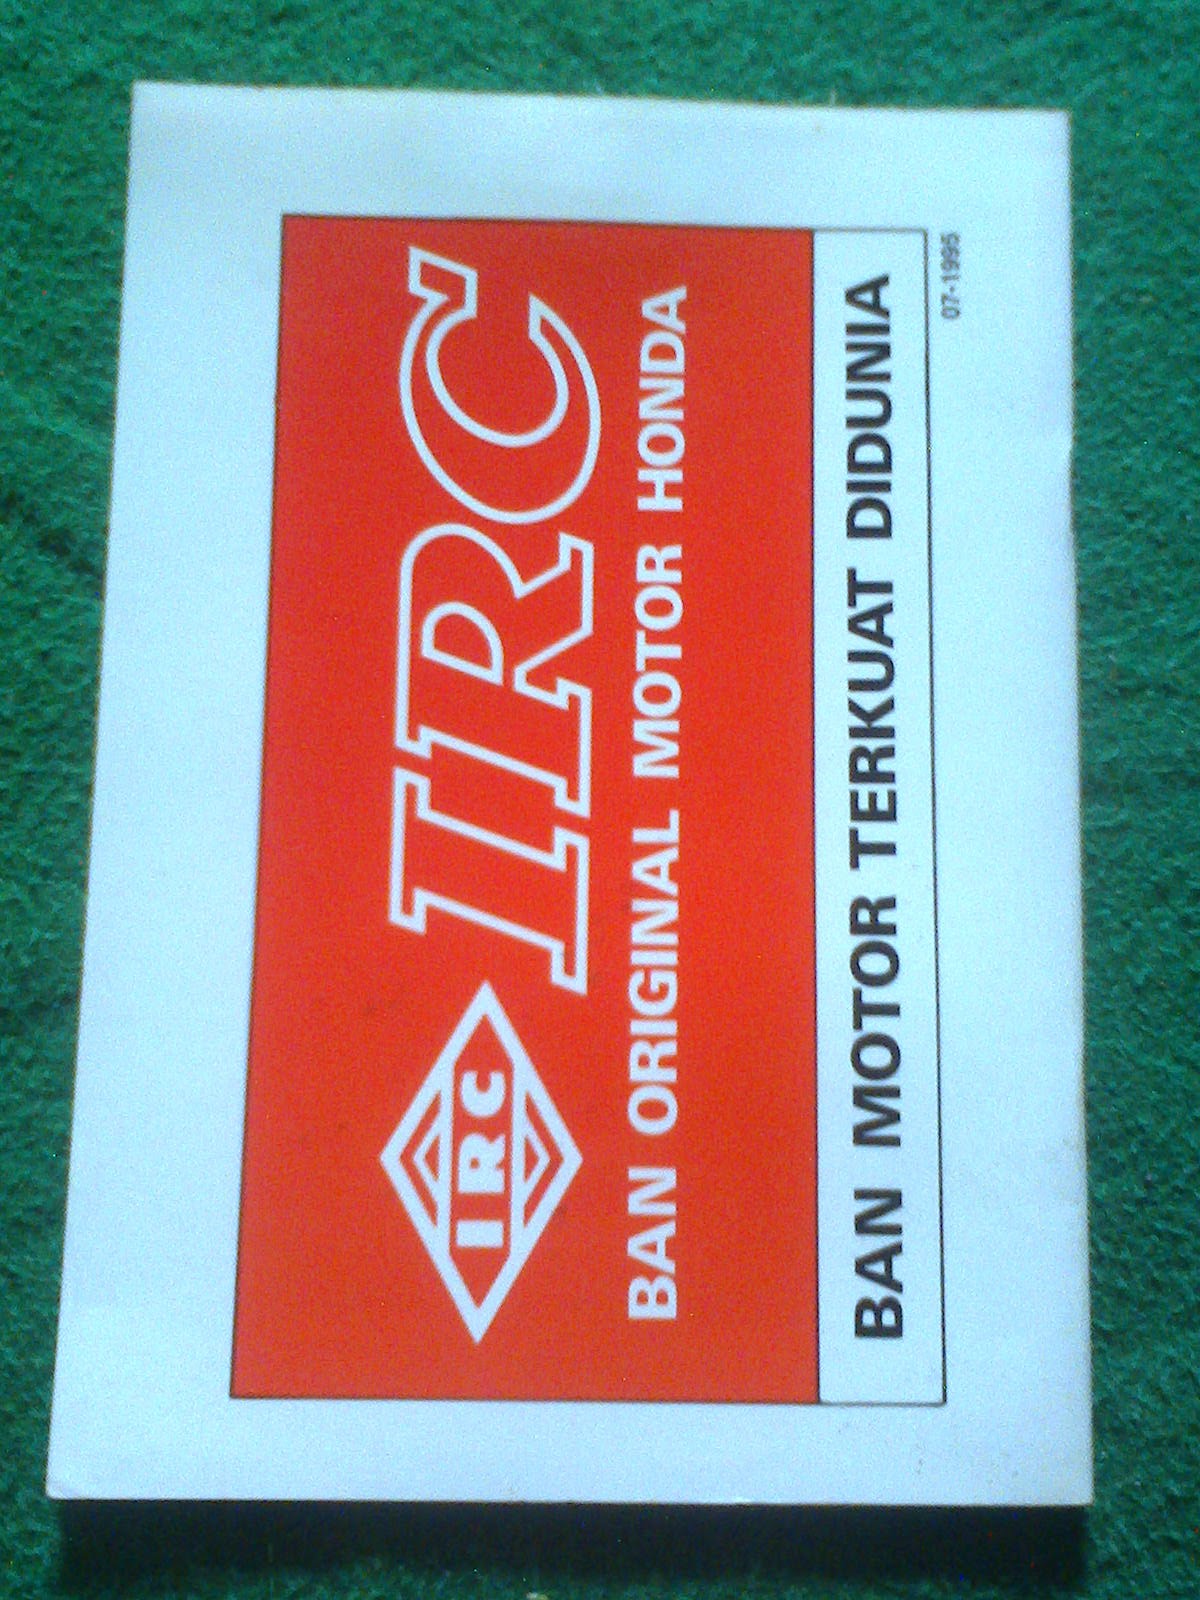 IRC
IRC
BAN ORIGINAL MOTOR HONDA
BAN MOTOR TERKUAT DIDUNIA
07-1995